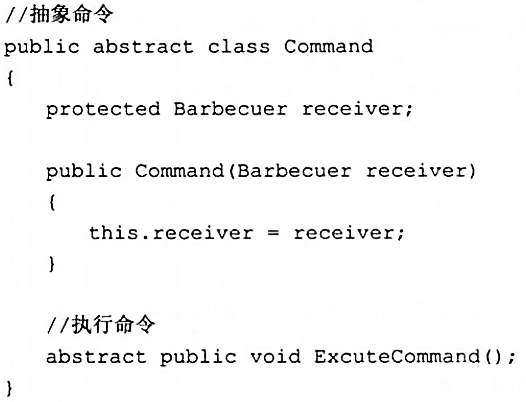 //抽象命令
public abstract class Command
{
    protected Barbecuer receiver;

    public Command(Barbecuer receiver)
    {
        this.receiver = receiver;
    }

    //执行命令
    abstract public void ExcuteCommand();
}